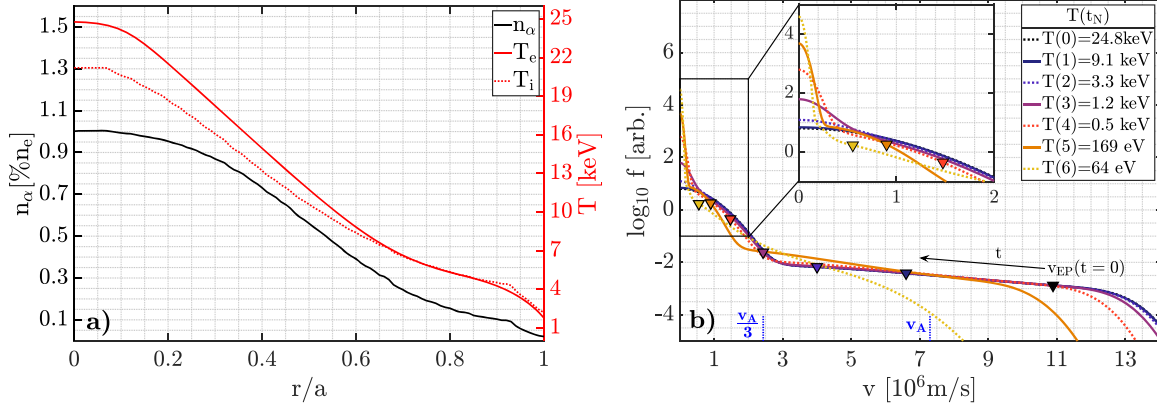 1.5
1.3
1.1
0.9
0.7
0.5
0.3
0.1
n_α[%n_e]
25
22
19
16
13
10
7
4
1
T [keV]
n_α
T_e
T_i
a)
0
0.2
0.4
0.6
0.8
1
r/a
8
6
4
2
0
-2
-4
log₁₀ f [arb.]
4
2
0
0
1
2
T(t_N)
T(0)=24.8keV
T(1)=9.1 keV
T(2)=3.3 keV
T(3)=1.2 keV
T(4)=0.5 keV
T(5)=169 eV
T(6)=64 eV
t
v_EP(t=0)
b)
v_A/3
v_A
1
3
5
7
9
11
13
v [10⁶m/s]